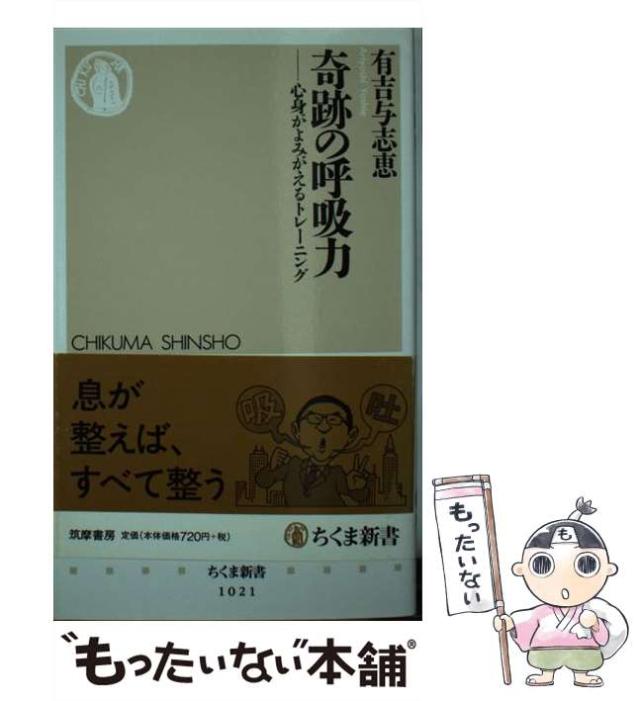 有吉与志恵
奇跡の呼吸力
──心身がよみがえるトレーニング
CHIKUMA SHINSHO
息が
整えば、
すべて整う
吸
吐
筑摩書房 定価(本体価格720円+税)
ちくま新書
ちくま新書
1021
もったいない
"もったいない"本舗®